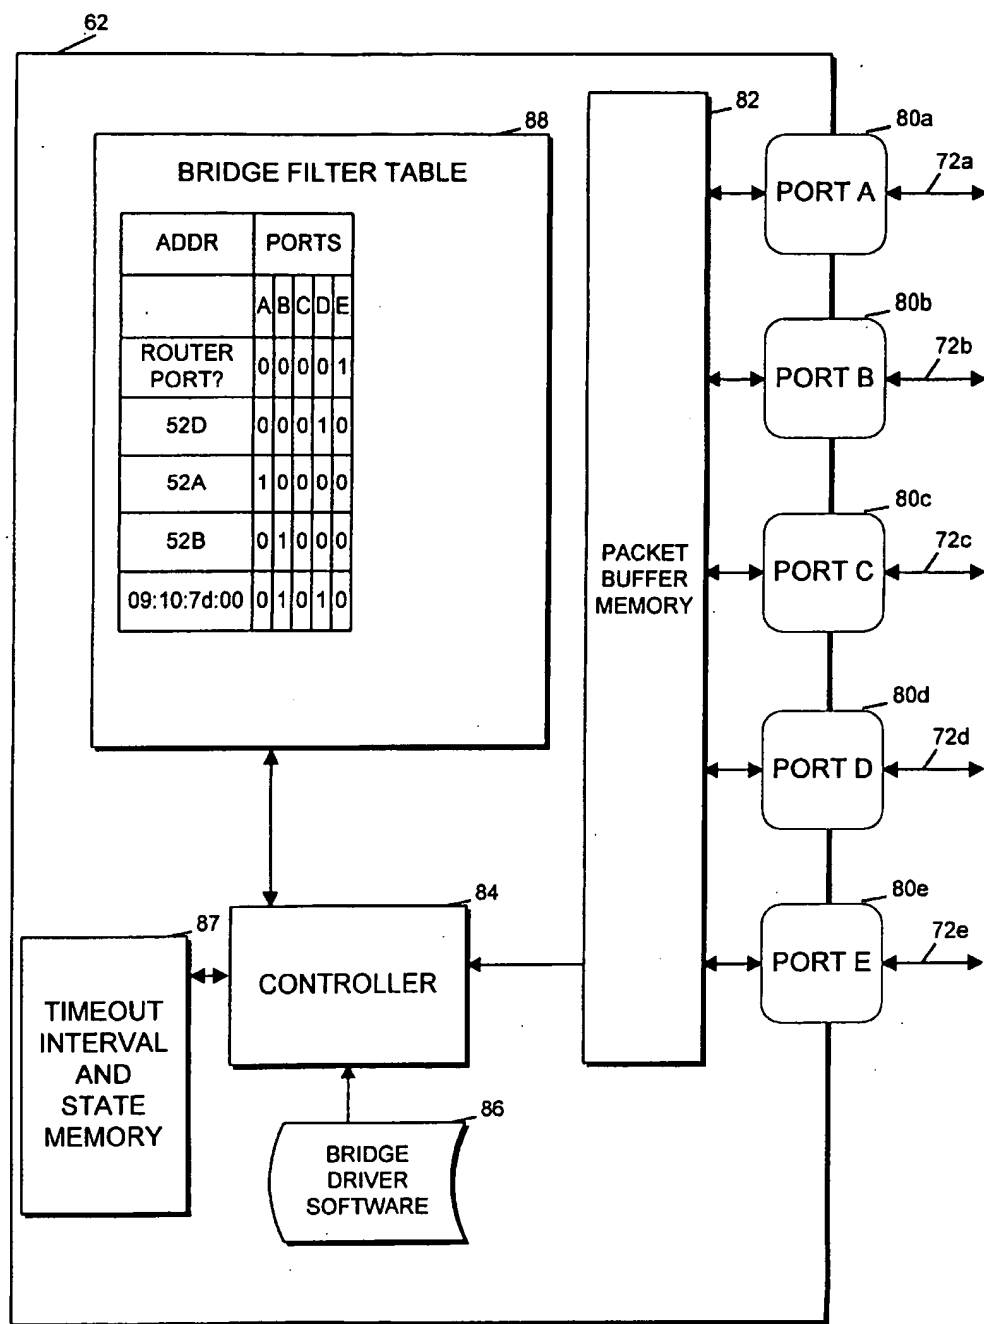 62
88
BRIDGE FILTER TABLE
ADDR PORTS
A B C D E
ROUTER
PORT? 0 0 0 0 1
52D 0 0 0 1 0
52A 1 0 0 0 0
52B 0 1 0 0 0
09:10:7d:00 0 1 0 1 0
82
PACKET
BUFFER
MEMORY
80a
PORT A
72a
80b
PORT B
72b
80c
PORT C
72c
80d
PORT D
72d
80e
PORT E
72e
84
CONTROLLER
87
TIMEOUT
INTERVAL
AND
STATE
MEMORY
86
BRIDGE
DRIVER
SOFTWARE